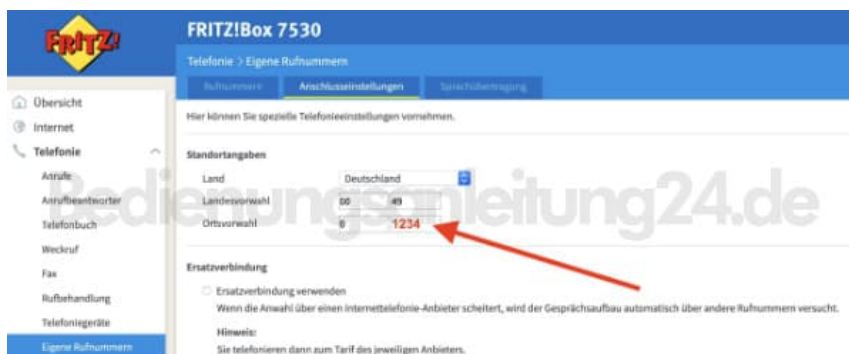 FRITZ!
FRITZ!Box 7530
Telefonie > Eigene Rufnummern
Rufnummern
Anschlusseinstellungen
Sprachübertragung
Übersicht
Internet
Telefonie
Anrufe
Anrufbeantworter
Telefonbuch
Weckruf
Fax
Rufbehandlung
Telefoniegeräte
Eigene Rufnummern
Hier können Sie spezielle Telefonieeinstellungen vornehmen.
Standortangaben
Land Deutschland
Landesvorwahl 00 49
Ortsvorwahl 0 1234
Ersatzverbindung
Ersatzverbindung verwenden
Wenn die Anwahl über einen Internettelefonie-Anbieter scheitert, wird der Gesprächsaufbau automatisch über andere Rufnummern versucht.
Hinweis:
Sie telefonieren dann zum Tarif des jeweiligen Anbieters.
Bedienungsanleitung24.de